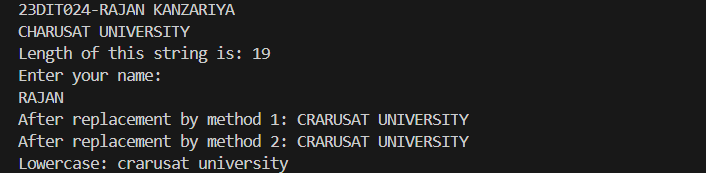 23DIT024-RAJAN KANZARIYA
CHARUSAT UNIVERSITY
Length of this string is: 19
Enter your name:
RAJAN
After replacement by method 1: CRARUSAT UNIVERSITY
After replacement by method 2: CRARUSAT UNIVERSITY
Lowercase: crarusat university